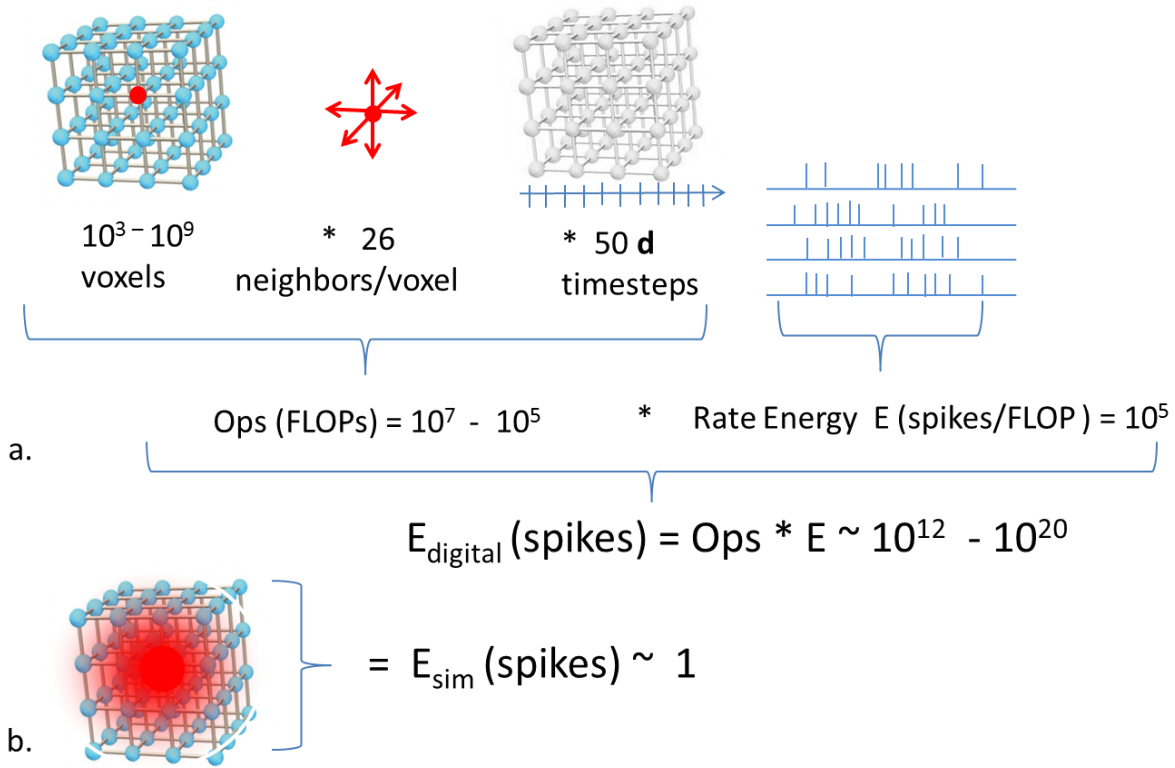 10³ – 10⁹ * 26 * 50 d
voxels neighbors/voxel timesteps
Ops (FLOPs) = 10⁷ - 10⁵ * Rate Energy E (spikes/FLOP ) = 10⁵
a.
E_digital (spikes) = Ops * E ~ 10¹² - 10²⁰
= E_sim (spikes) ~ 1
b.